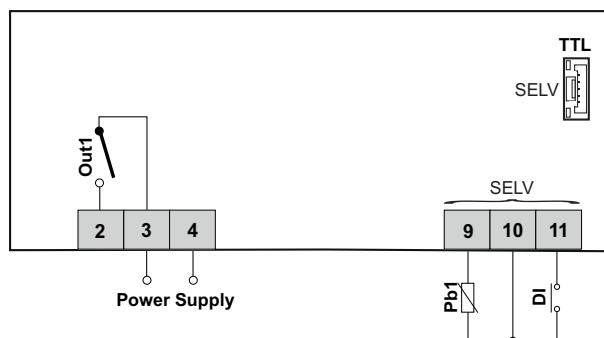 TTL
SELV
Out1
SELV
2 3 4 9 10 11
Power Supply
Pb1
DI